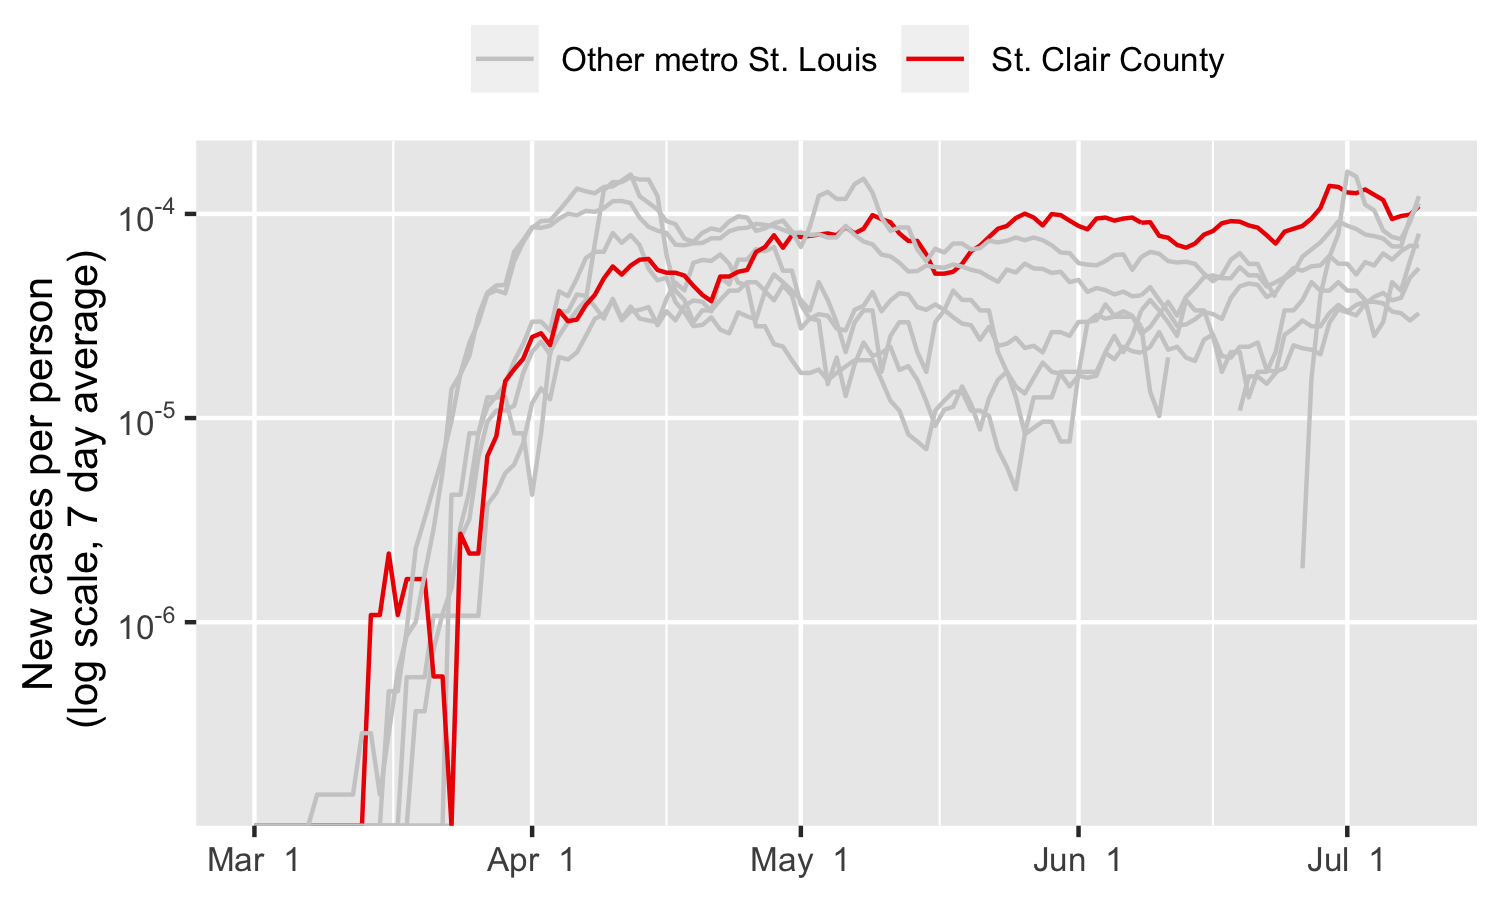 Other metro St. Louis St. Clair County
New cases per person
(log scale, 7 day average)
10-4
10-5
10-6
Mar 1 Apr 1 May 1 Jun 1 Jul 1